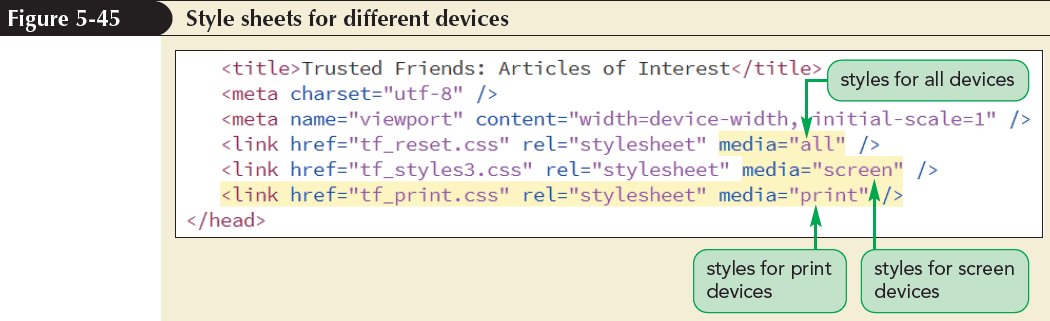 Figure 5-45 Style sheets for different devices
<title>Trusted Friends: Articles of Interest</title>
styles for all devices
<meta charset="utf-8" />
<meta name="viewport" content="width=device-width, initial-scale=1" />
<link href="tf_reset.css" rel="stylesheet" media="all" />
<link href="tf_styles3.css" rel="stylesheet" media="screen" />
<link href="tf_print.css" rel="stylesheet" media="print" />
</head>
styles for print
devices
styles for screen
devices